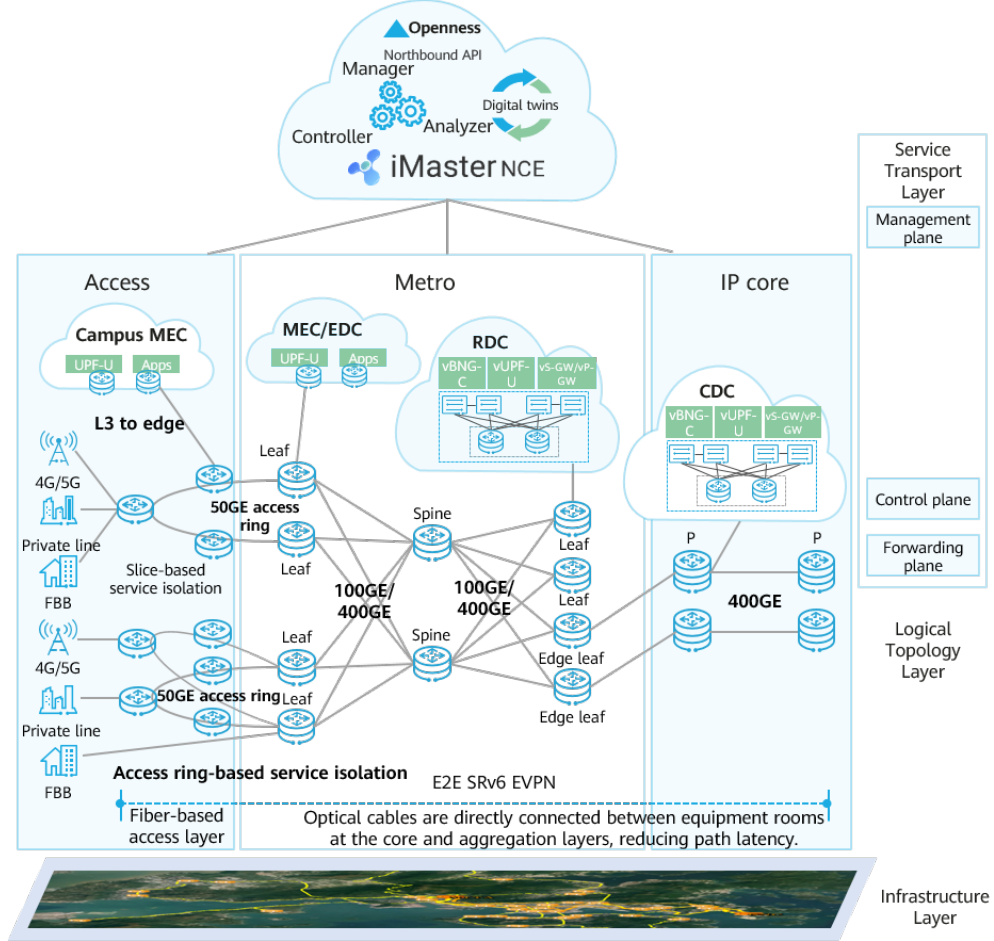 Openness
Northbound API
Manager
Digital twins
Analyzer
Controller
iMaster NCE
Service
Transport
Layer
Management
plane
Access
Metro
IP core
Campus MEC
UPF-U
Apps
MEC/EDC
UPF-U
Apps
RDC
vBNG-
C
vUPF-
U
vS-GW/vP-
GW
CDC
vBNG-
C
vUPF-
U
vS-GW/vP-
GW
L3 to edge
4G/5G
Leaf
50GE access
ring
Private line
Leaf
Spine
Leaf
Control plane
P
P
Forwarding
plane
Slice-based
service isolation
FBB
100GE/
400GE
100GE/
400GE
Leaf
400GE
4G/5G
Leaf
Spine
Edge leaf
Logical
Topology
Layer
50GE access ring
Leaf
Private line
Edge leaf
FBB
Access ring-based service isolation
E2E SRv6 EVPN
Fiber-based
access layer
Optical cables are directly connected between equipment rooms
at the core and aggregation layers, reducing path latency.
Infrastructure
Layer